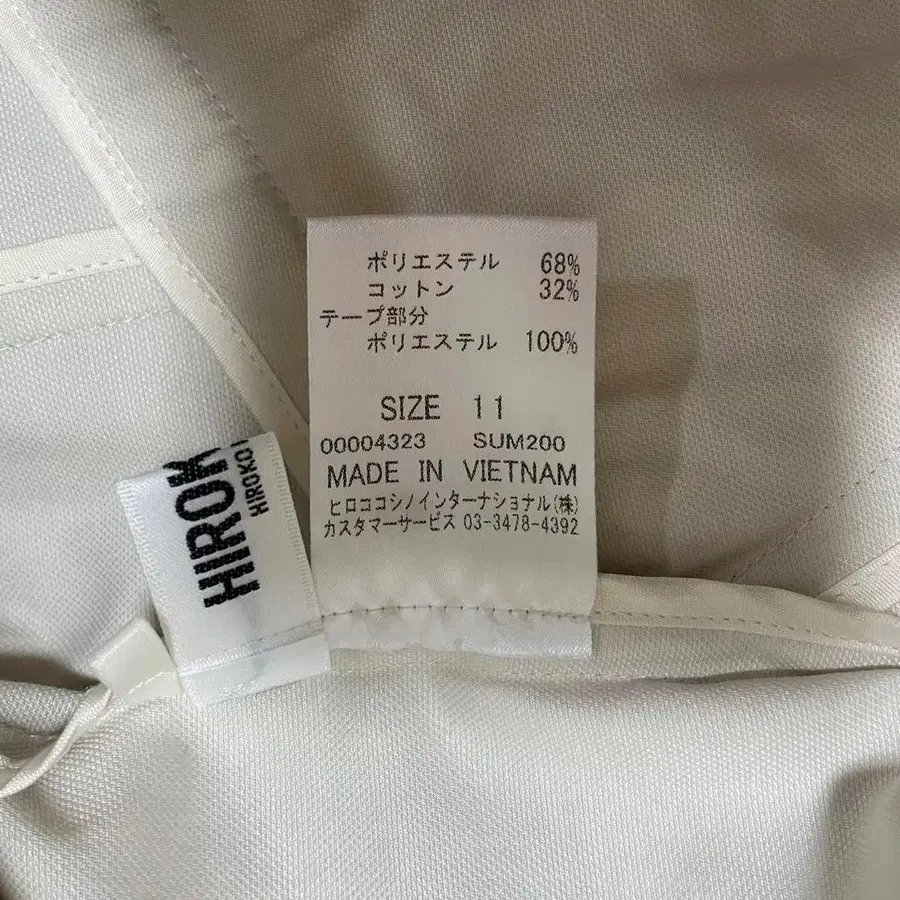 ポリエステル 68%
コットン 32%
テープ部分
ポリエステル 100%
SIZE 11
00004323 SUM200
MADE IN VIETNAM
ヒロココシノインターナショナル(株)
カスタマーサービス 03-3478-4392
HIROK
HIROKO